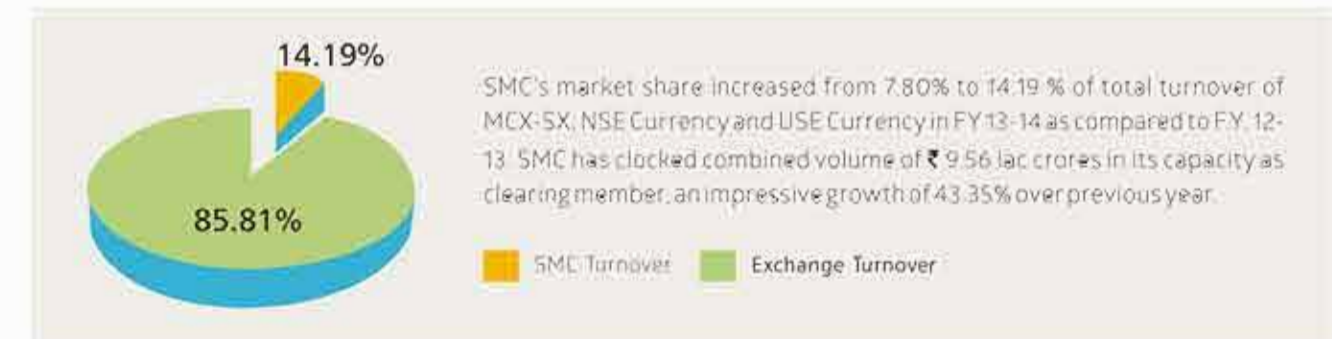 14.19%
85.81%
SMC's market share increased from 7.80% to 14.19 % of total turnover of
MCX-SX, NSE Currency and USE Currency in FY 13-14 as compared to F.Y. 12-
13. SMC has clocked combined volume of ₹ 9.56 lac crores in its capacity as
clearing member, an impressive growth of 43.35% over previous year.
SMC Turnover
Exchange Turnover